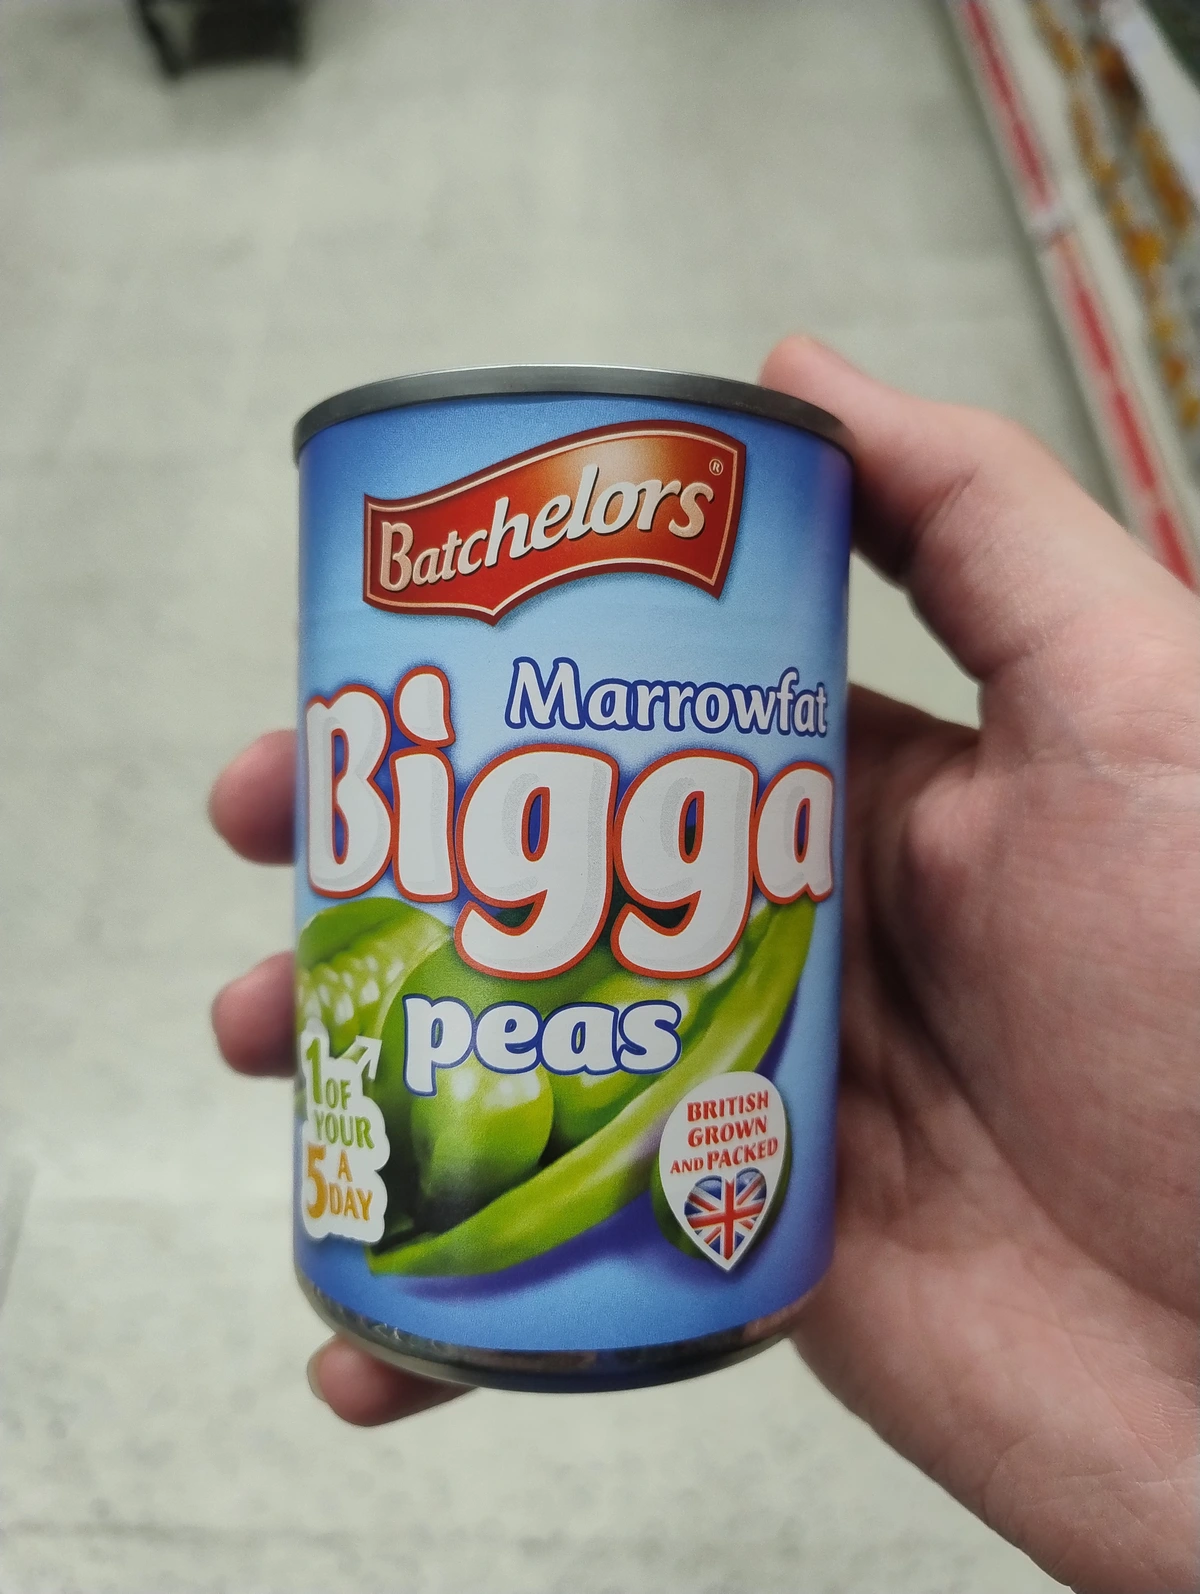 Batchelors®
Marrowfat
Bigga
peas
1 OF
YOUR
5 A
DAY
BRITISH
GROWN
AND PACKED